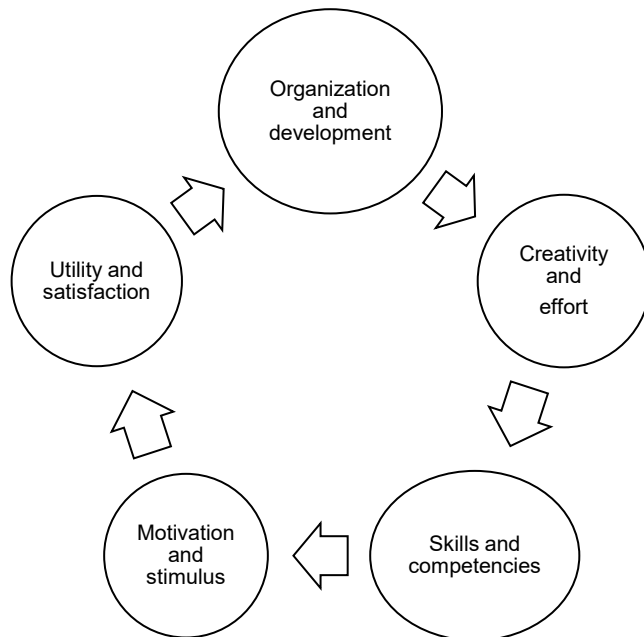 Organization
and
development
Creativity
and
effort
Skills and
competencies
Motivation
and
stimulus
Utility and
satisfaction